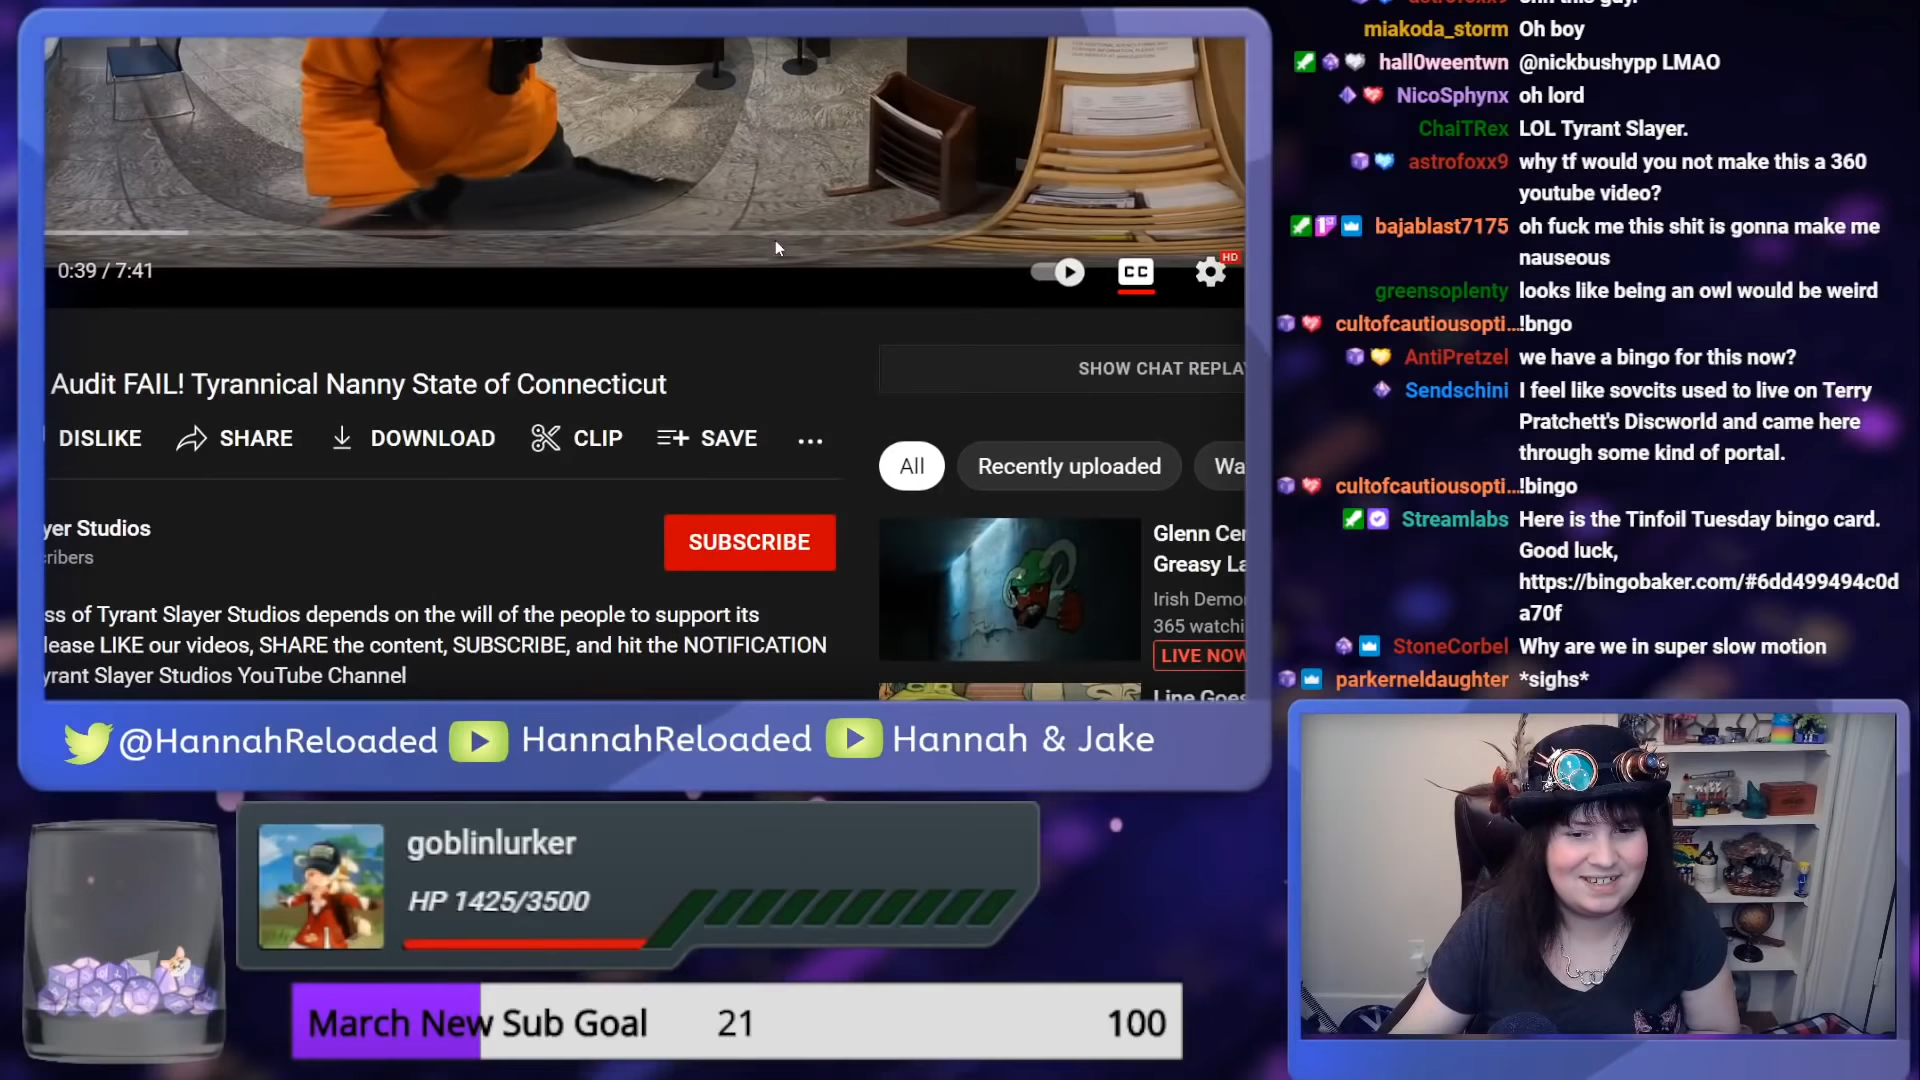 0:39 / 7:41
CC
HD
Audit FAIL! Tyrannical Nanny State of Connecticut
DISLIKE
SHARE
DOWNLOAD
CLIP
SAVE
...
yer Studios
cribers
SUBSCRIBE
ss of Tyrant Slayer Studios depends on the will of the people to support its
lease LIKE our videos, SHARE the content, SUBSCRIBE, and hit the NOTIFICATION
yrant Slayer Studios YouTube Channel
SHOW CHAT REPLA
All
Recently uploaded
Wa
Glenn Cer
Greasy La
Irish Demo
365 watchi
LIVE NOW
Line Goes
@HannahReloaded
HannahReloaded
Hannah & Jake
goblinlurker
HP 1425/3500
March New Sub Goal 21 100
miakoda_storm Oh boy
hall0weentwn @nickbushypp LMAO
NicoSphynx oh lord
ChaiTRex LOL Tyrant Slayer.
astrofoxx9 why tf would you not make this a 360
youtube video?
bajablast7175 oh fuck me this shit is gonna make me
nauseous
greensoplenty looks like being an owl would be weird
cultofcautiousopti...!bngo
AntiPretzel we have a bingo for this now?
Sendschini I feel like sovcits used to live on Terry
Pratchett's Discworld and came here
through some kind of portal.
cultofcautiousopti...!bingo
Streamlabs Here is the Tinfoil Tuesday bingo card.
Good luck,
https://bingobaker.com/#6dd499494c0d
a70f
StoneCorbel Why are we in super slow motion
parkerneldaughter *sighs*